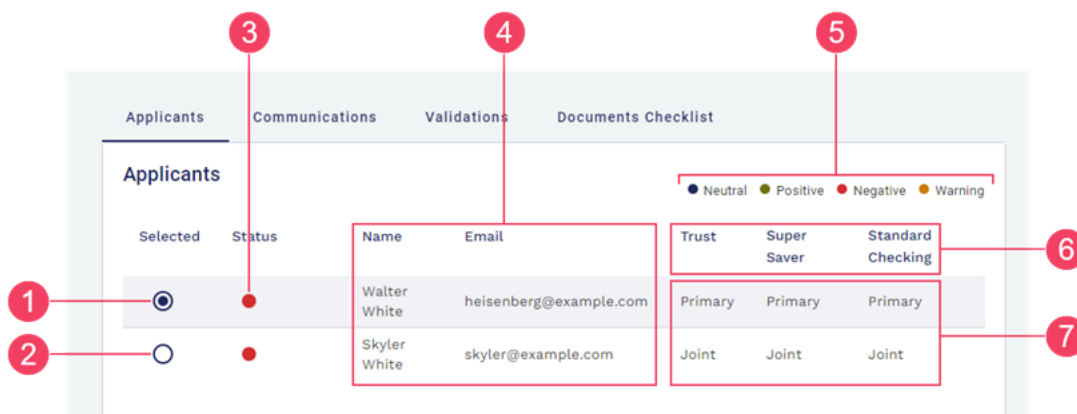 3 4 5
Applicants Communications Validations Documents Checklist
Applicants
Neutral Positive Negative Warning
Selected Status Name Email Trust Super Saver Standard Checking
6
1 Walter White heisenberg@example.com Primary Primary Primary
7
2 Skyler White skyler@example.com Joint Joint Joint